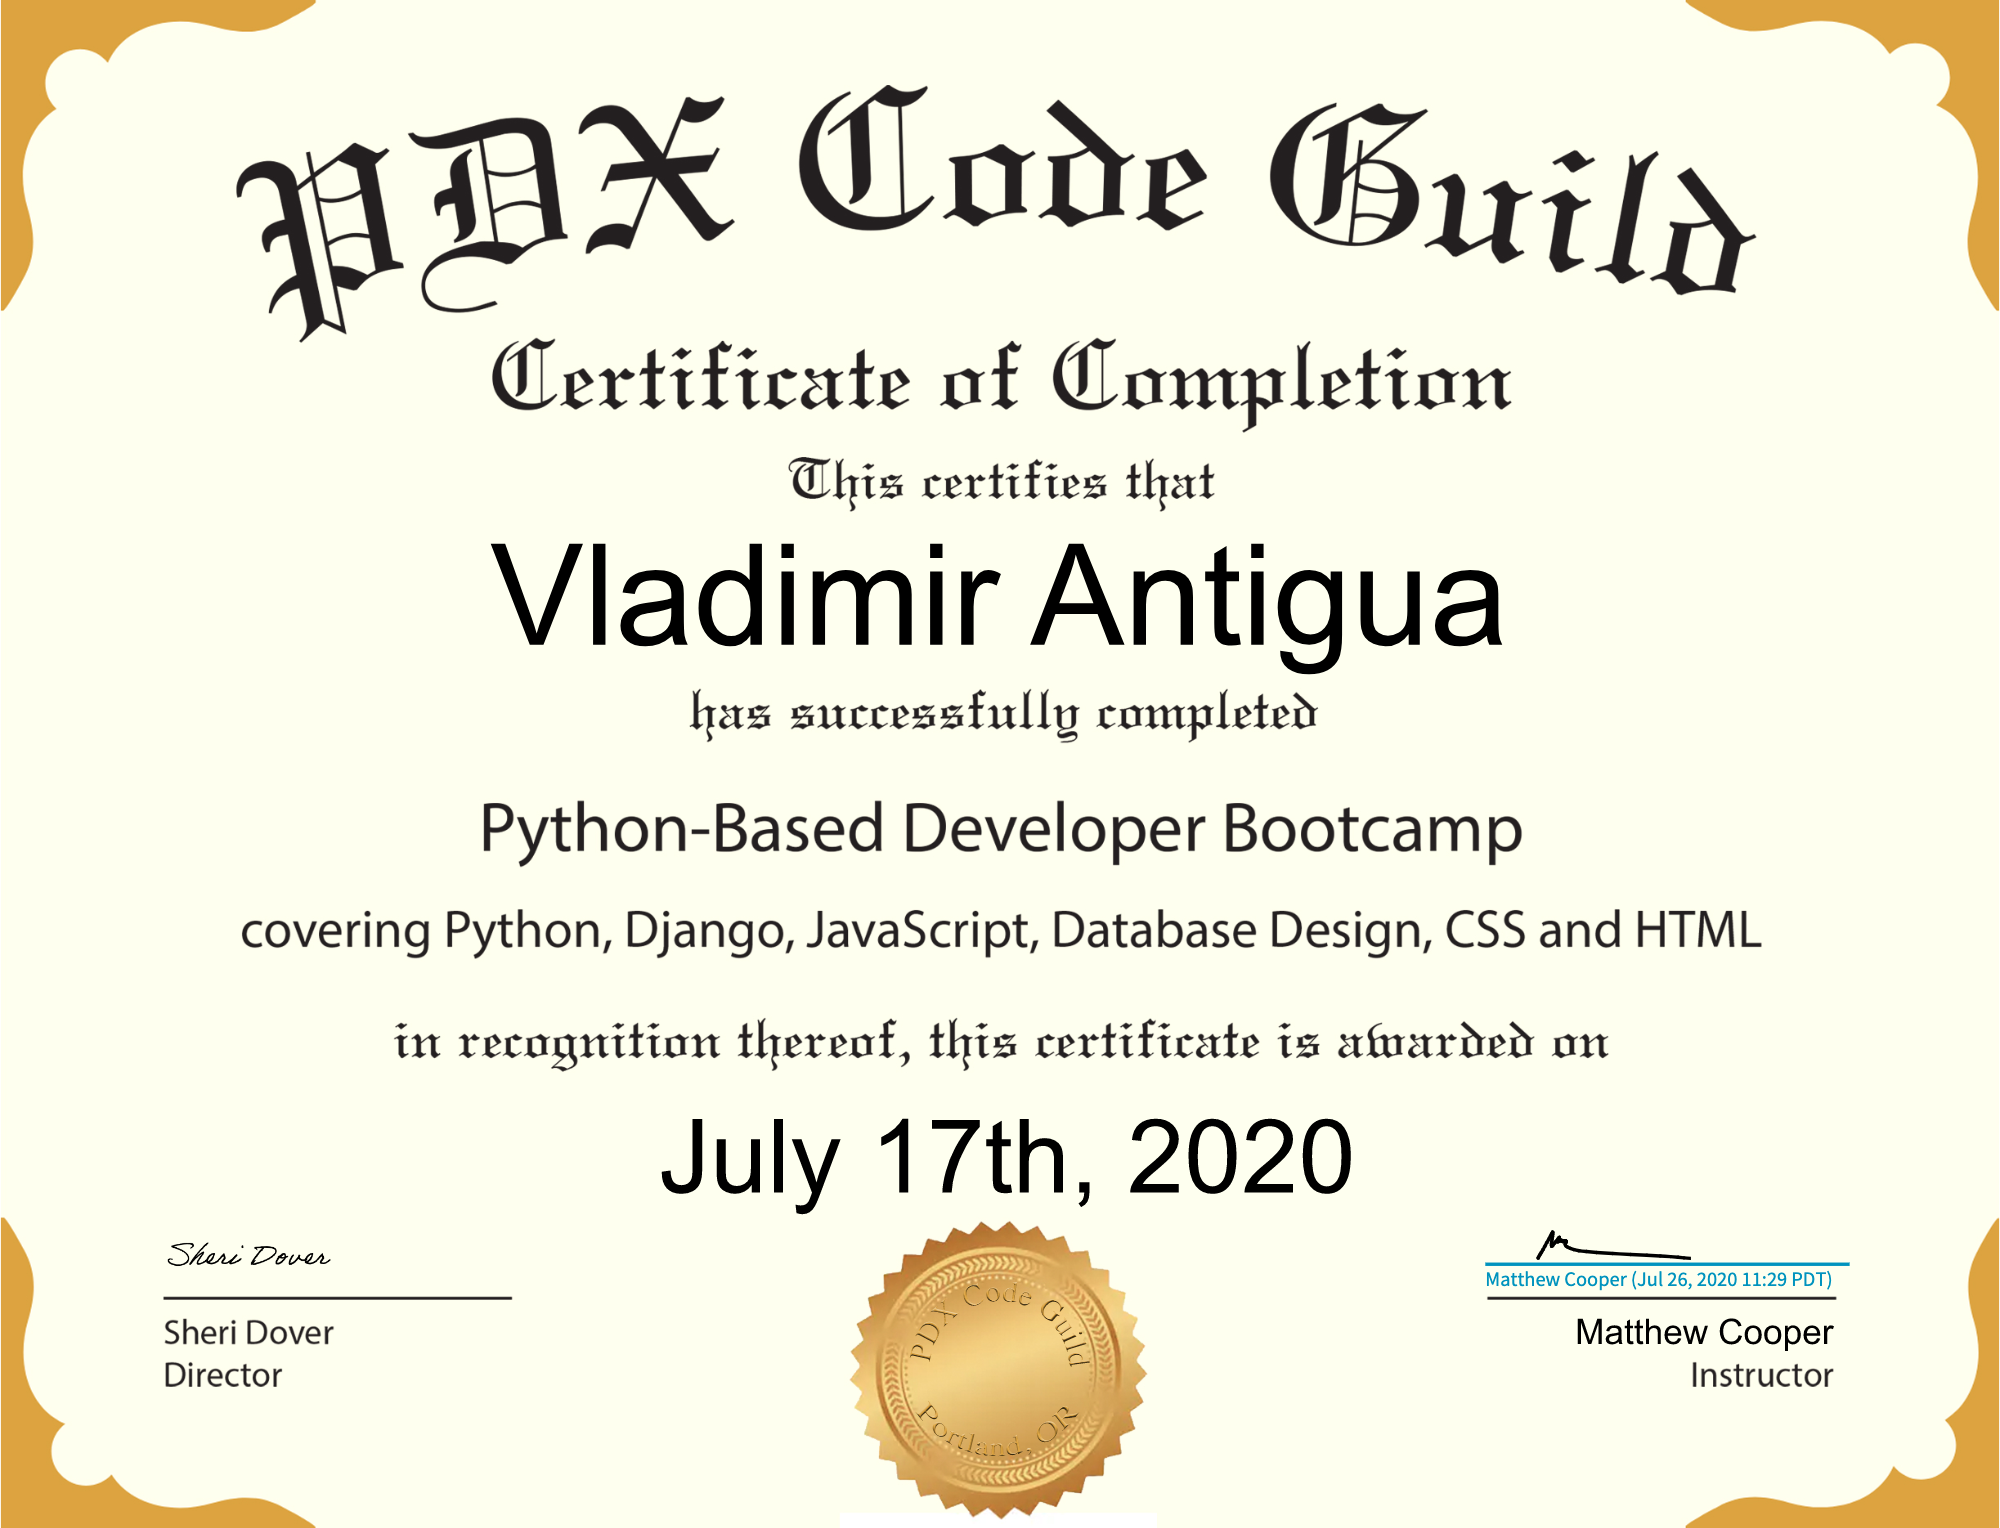 PDX Code Guild
Certificate of Completion
This certifies that
Vladimir Antigua
has successfully completed
Python-Based Developer Bootcamp
covering Python, Django, JavaScript, Database Design, CSS and HTML
in recognition thereof, this certificate is awarded on
July 17th, 2020
Sheri Dover
Sheri Dover
Director
PDX Code Guild
Portland, OR
Matthew Cooper (Jul 26, 2020 11:29 PDT)
Matthew Cooper
Instructor